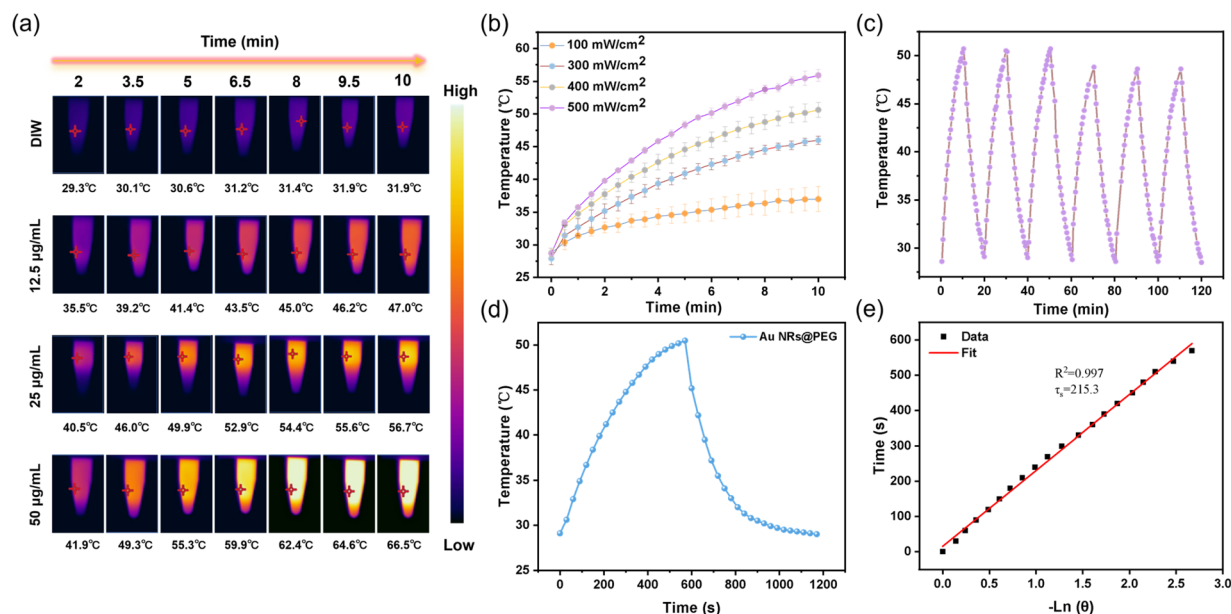 (a)
Time (min)
2 3.5 5 6.5 8 9.5 10
High
DIW
29.3℃ 30.1℃ 30.6℃ 31.2℃ 31.4℃ 31.9℃ 31.9℃
12.5 μg/mL
35.5℃ 39.2℃ 41.4℃ 43.5℃ 45.0℃ 46.2℃ 47.0℃
25 μg/mL
40.5℃ 46.0℃ 49.9℃ 52.9℃ 54.4℃ 55.6℃ 56.7℃
50 μg/mL
41.9℃ 49.3℃ 55.3℃ 59.9℃ 62.4℃ 64.6℃ 66.5℃
Low
(b)
100 mW/cm²
300 mW/cm²
400 mW/cm²
500 mW/cm²
Temperature (℃)
60
55
50
45
40
35
30
25
0 2 4 6 8 10
Time (min)
(c)
Temperature (℃)
50
45
40
35
30
0 20 40 60 80 100 120
Time (min)
(d)
Au NRs@PEG
Temperature (℃)
50
45
40
35
30
25
0 200 400 600 800 1000 1200
Time (s)
(e)
Data
Fit
R²=0.997
τₛ=215.3
Time (s)
600
500
400
300
200
100
0
0.0 0.5 1.0 1.5 2.0 2.5 3.0
-Ln (θ)